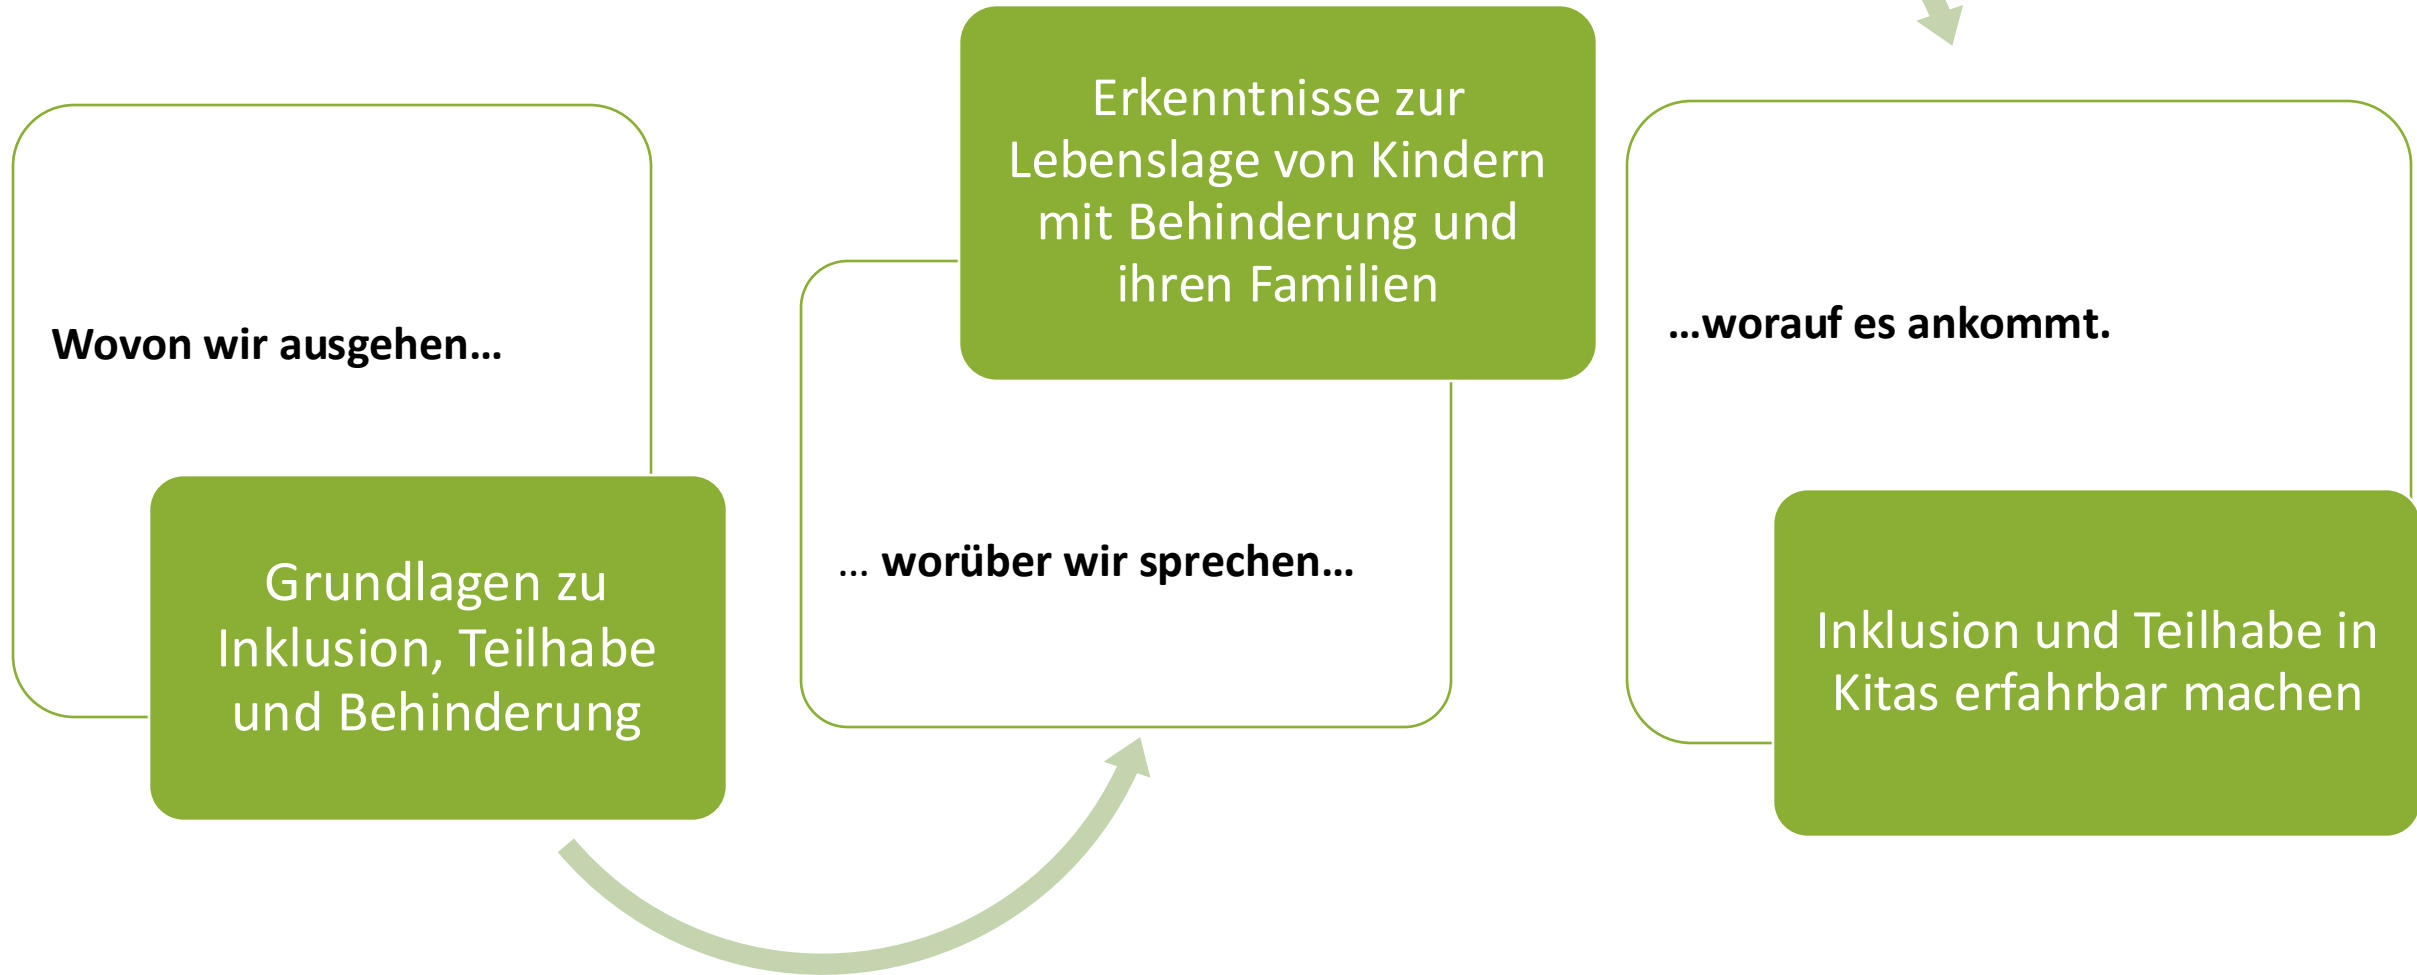 Wovon wir ausgehen…
Grundlagen zu
Inklusion, Teilhabe
und Behinderung
Erkenntnisse zur
Lebenslage von Kindern
mit Behinderung und
ihren Familien
… worüber wir sprechen…
…worauf es ankommt.
Inklusion und Teilhabe in
Kitas erfahrbar machen